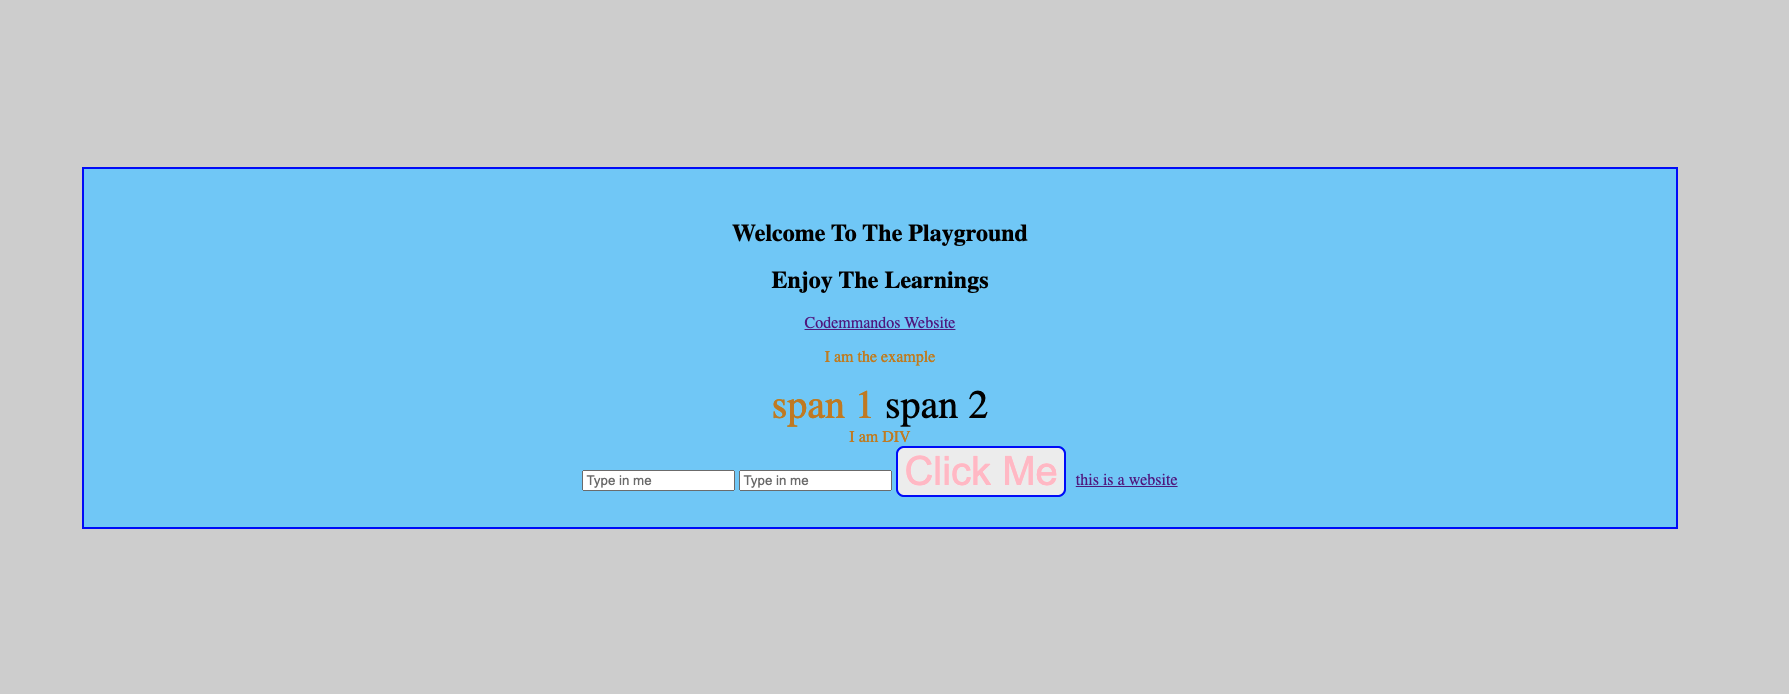 Welcome To The Playground
Enjoy The Learnings
Codemmandos Website
I am the example
span 1 span 2
I am DIV
Type in me Type in me Click Me this is a website